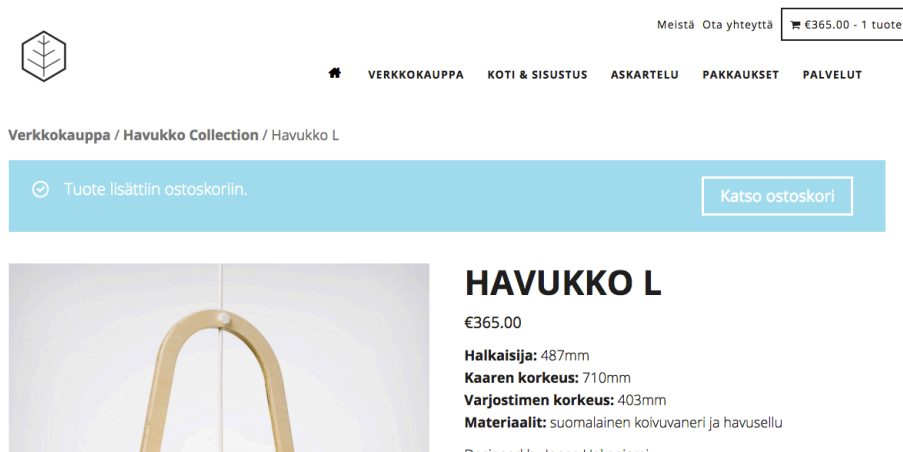 Meistä Ota yhteyttä €365.00 - 1 tuote
VERKKOKAUPPA KOTI & SISUSTUS ASKARTELU PAKKAUKSET PALVELUT
Verkkokauppa / Havukko Collection / Havukko L
Tuote lisättiin ostoskoriin. Katso ostoskori
HAVUKKO L
€365.00
Halkaisija: 487mm
Kaaren korkeus: 710mm
Varjostimen korkeus: 403mm
Materiaalit: suomalainen koivuvaneri ja havusellu